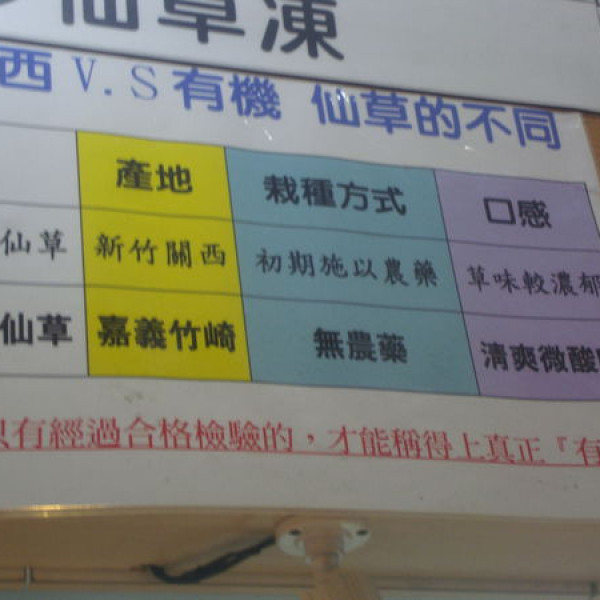 仙草凍
西 V.S 有機 仙草的不同
產地 栽種方式 口感
仙草 新竹關西 初期施以農藥 草味較濃郁
仙草 嘉義竹崎 無農藥 清爽微酸
只有經過合格檢驗的，才能稱得上真正『有